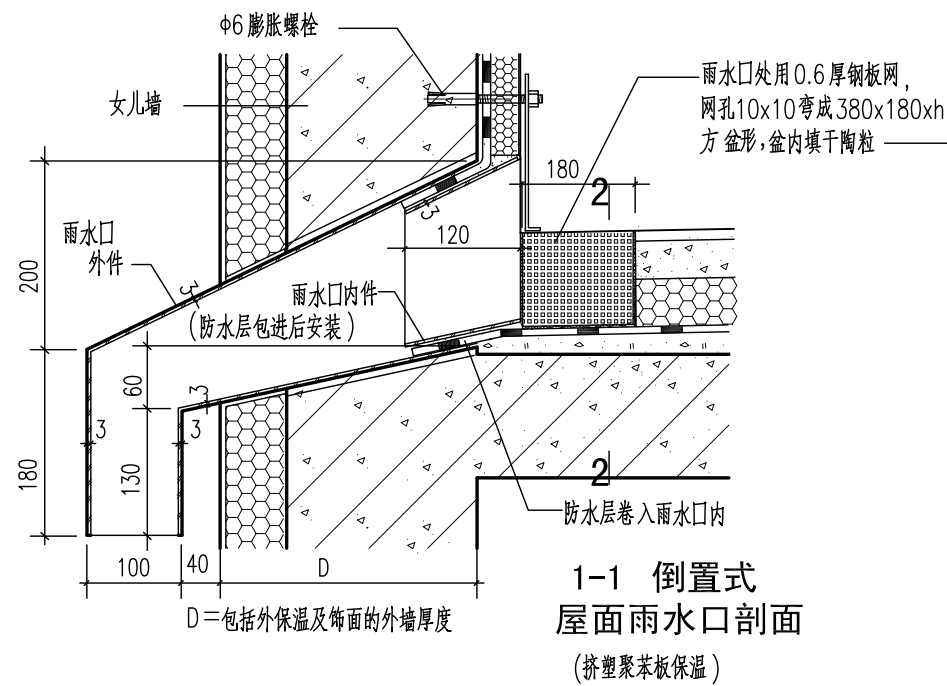 φ6膨胀螺栓
女儿墙
雨水口处用0.6厚钢板网,
网孔10x10弯成380x180xh
方盆形,盆内填干陶粒
180
2
3
120
雨水口
外件
200
3
雨水口内件
(防水层包进后安装)
60
3
3
3
180
130
2
防水层卷入雨水口内
100
40
D
D=包括外保温及饰面的外墙厚度
1-1 倒置式
屋面雨水口剖面
(挤塑聚苯板保温)